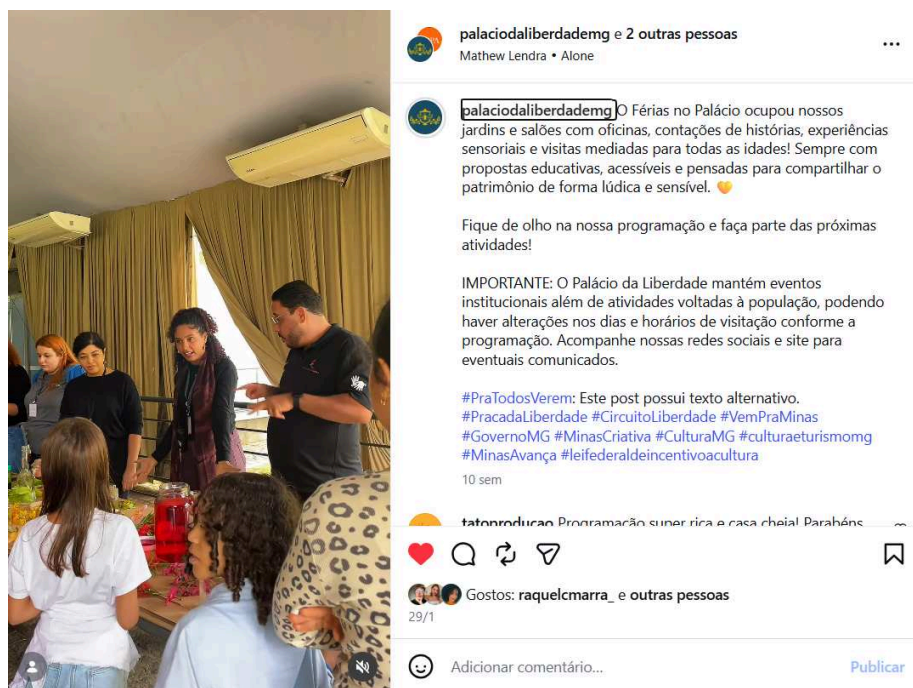 palaciodaliberdademg e 2 outras pessoas
Mathew Lendra • Alone
palaciodaliberdademg O Férias no Palácio ocupou nossos
jardins e salões com oficinas, contações de histórias, experiências
sensoriais e visitas mediadas para todas as idades! Sempre com
propostas educativas, acessíveis e pensadas para compartilhar o
patrimônio de forma lúdica e sensível. 🧡
Fique de olho na nossa programação e faça parte das próximas
atividades!
IMPORTANTE: O Palácio da Liberdade mantém eventos
institucionais além de atividades voltadas à população, podendo
haver alterações nos dias e horários de visitação conforme a
programação. Acompanhe nossas redes sociais e site para
eventuais comunicados.
#PraTodosVerem: Este post possui texto alternativo.
#PracadaLiberdade #CircuitoLiberdade #VemPraMinas
#GovernoMG #MinasCriativa #CulturaMG #culturaeturismomg
#MinasAvança #leifederaldeincentivoacultura
10 sem
tatoproducao Programação super rica e casa cheia! Parabéns
Gostos: raquelcmarra_ e outras pessoas
29/1
Adicionar comentário...
Publicar